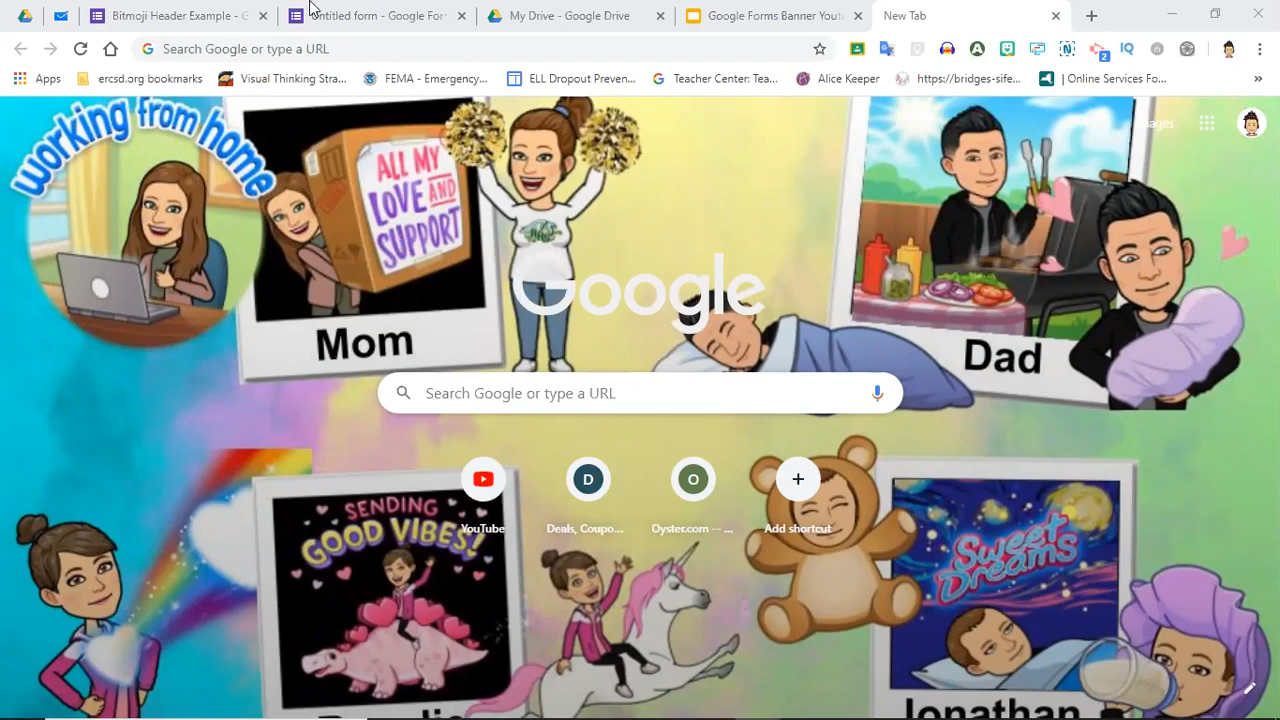 Bitmoji Header Example - G
Untitled form - Google For
My Drive - Google Drive
Google Forms Banner Yout
New Tab
Search Google or type a URL
2
IQ
Apps
ercsd.org bookmarks
Visual Thinking Stra...
FEMA - Emergency...
ELL Dropout Preven...
Teacher Center: Tea...
Alice Keeper
https://bridges-sife...
| Online Services Fo...
»
working from home
ALL MY
LOVE AND
SUPPORT
Mom
Dad
Google
Search Google or type a URL
YouTube
D
Deals, Coupo...
O
Oyster.com -- ...
Add shortcut
SENDING
GOOD VIBES!
Sweet
Dreams
Jonathan